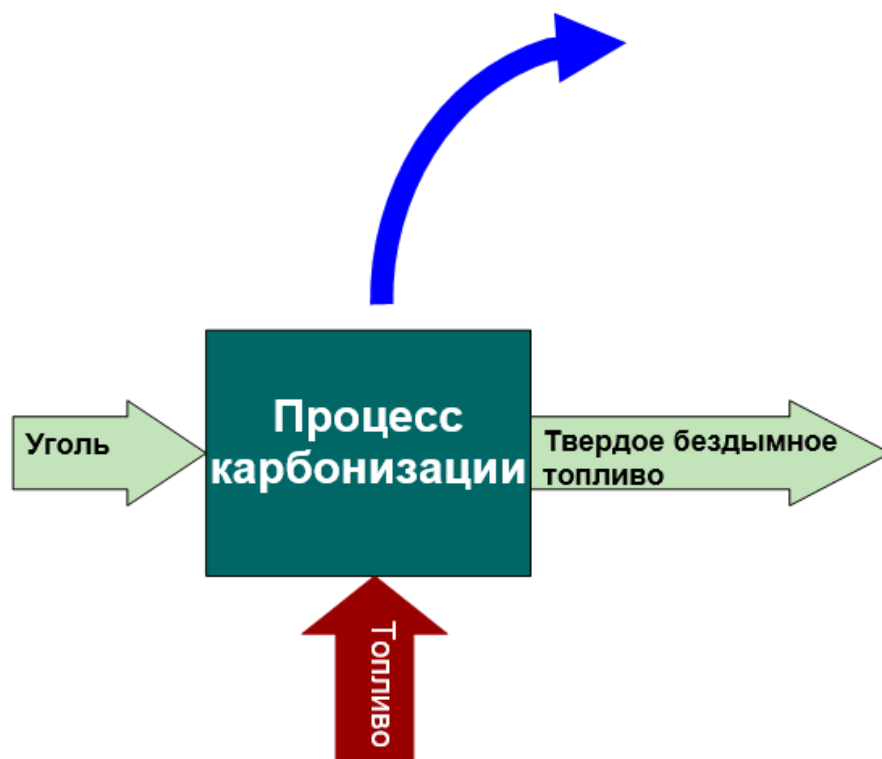 Процесс
карбонизации
Уголь
Твердое бездымное
топливо
Топливо